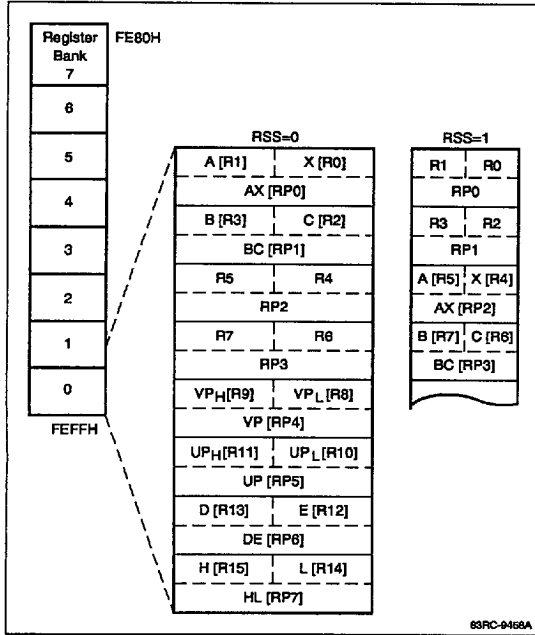 Register
Bank
7
FE80H
6
5
4
3
2
1
0
FEFFH
RSS=0
A [R1] X [R0]
AX [RP0]
B [R3] C [R2]
BC [RP1]
R5 R4
RP2
R7 R6
RP3
VPH[R9] VPL[R8]
VP [RP4]
UPH[R11] UPL[R10]
UP [RP5]
D [R13] E [R12]
DE [RP6]
H [R15] L [R14]
HL [RP7]
RSS=1
R1 R0
RP0
R3 R2
RP1
A [R5] X [R4]
AX [RP2]
B [R7] C [R6]
BC [RP3]
83RC-9458A